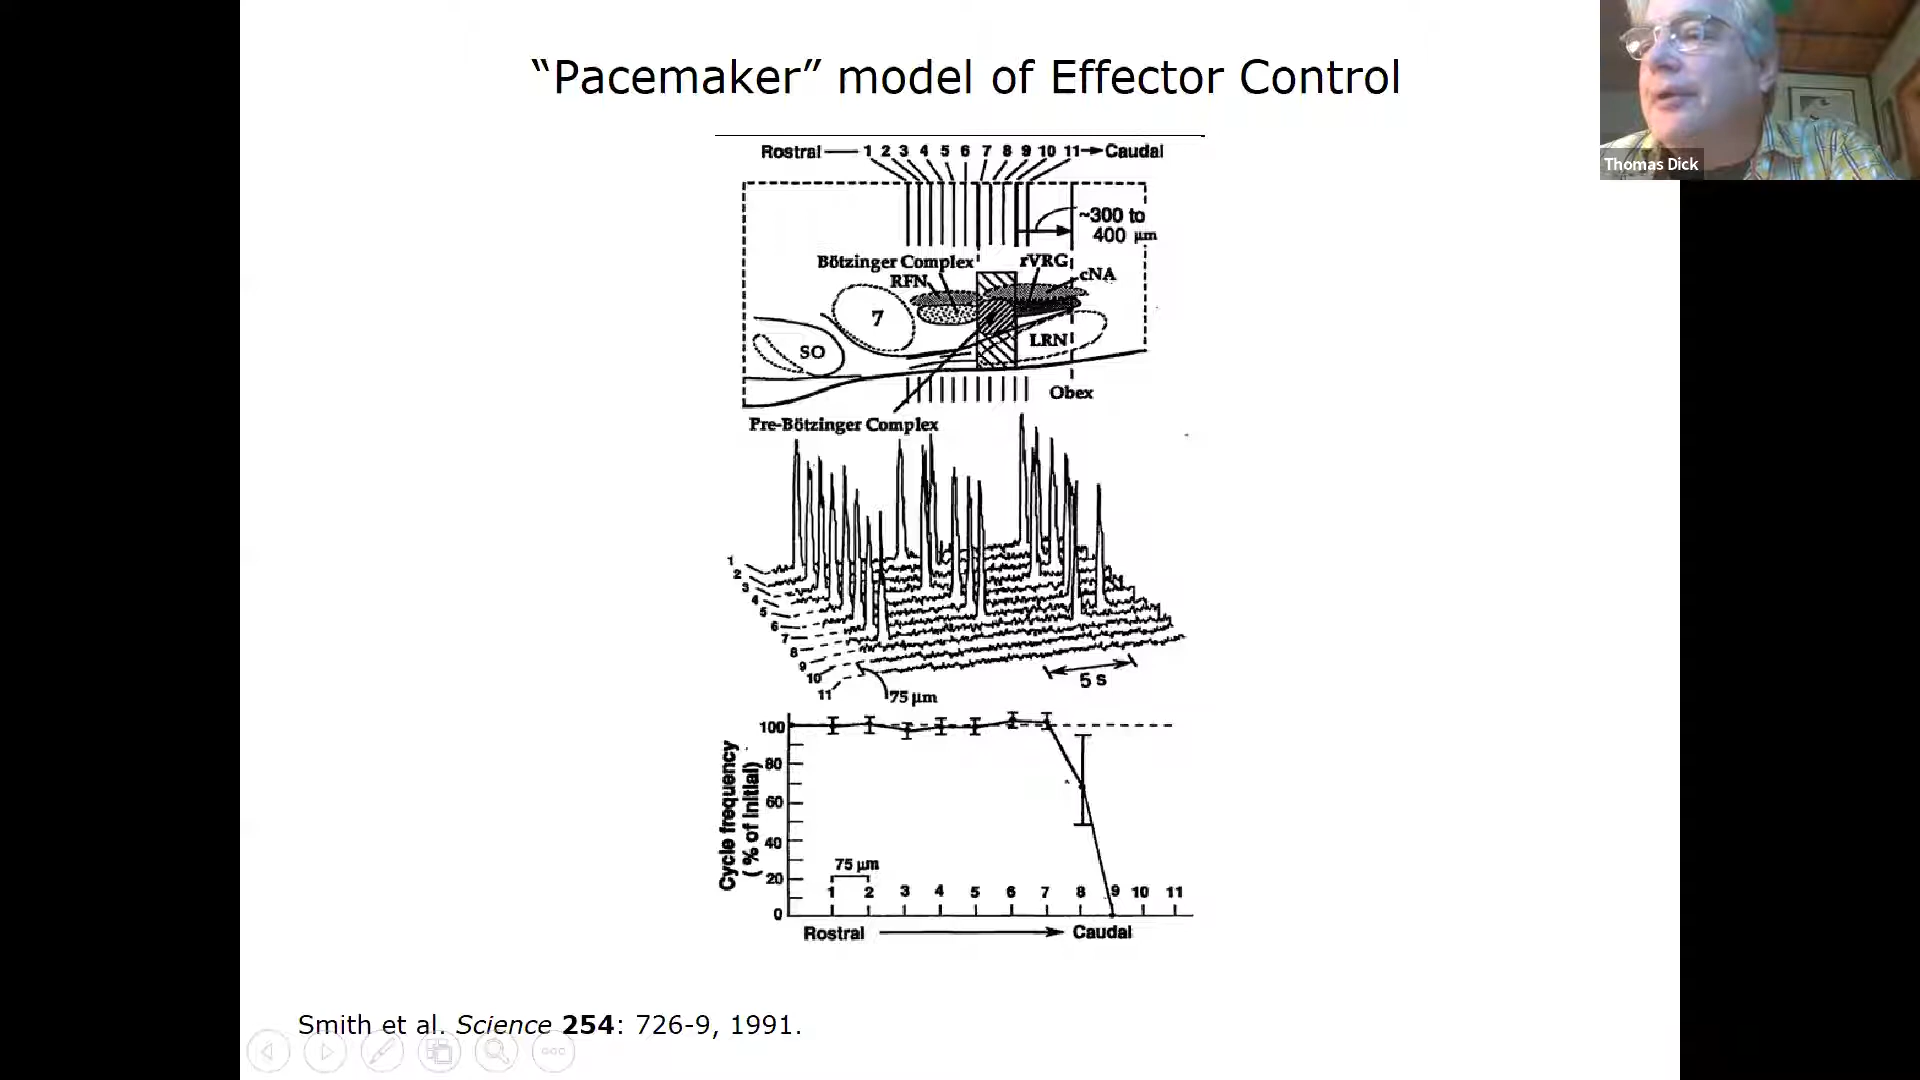 “Pacemaker” model of Effector Control
Thomas Dick
Rostral 1 2 3 4 5 6 7 8 9 10 11 Caudal
~300 to
400 µm
Bötzinger Complex rVRG
RFN cNA
7
SO LRN
Obex
Pre-Bötzinger Complex
1
2
3
4
5
6
7
8
9
10
11
5 s
75 µm
Cycle frequency
( % of initial)
100
80
60
40
20
0
75 µm
1 2 3 4 5 6 7 8 9 10 11
Rostral Caudal
Smith et al. Science 254: 726-9, 1991.